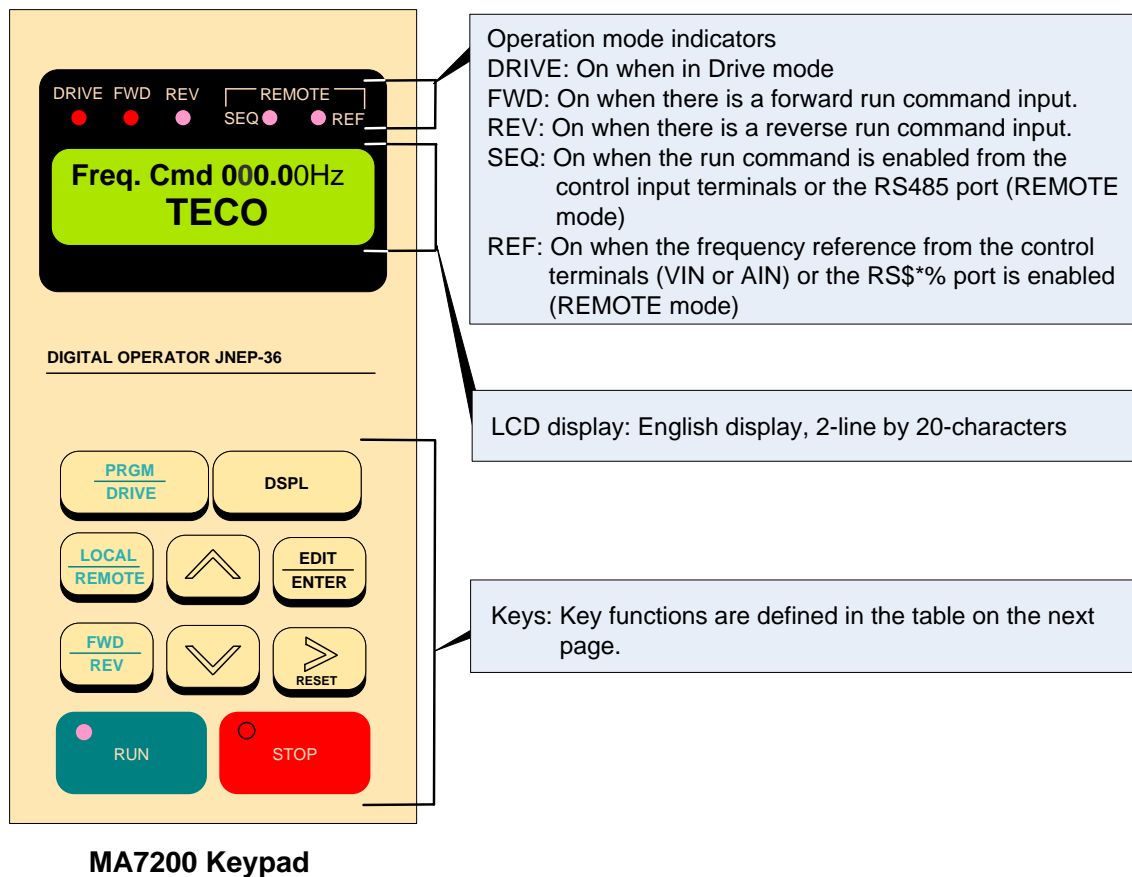 DRIVE FWD REV REMOTE
SEQ REF
Freq. Cmd 000.00Hz
TECO
DIGITAL OPERATOR JNEP-36
PRGM
DRIVE
DSPL
LOCAL
REMOTE
EDIT
ENTER
FWD
REV
RESET
RUN
STOP
MA7200 Keypad
Operation mode indicators
DRIVE: On when in Drive mode
FWD: On when there is a forward run command input.
REV: On when there is a reverse run command input.
SEQ: On when the run command is enabled from the
control input terminals or the RS485 port (REMOTE
mode)
REF: On when the frequency reference from the control
terminals (VIN or AIN) or the RS$*% port is enabled
(REMOTE mode)
LCD display: English display, 2-line by 20-characters
Keys: Key functions are defined in the table on the next
page.